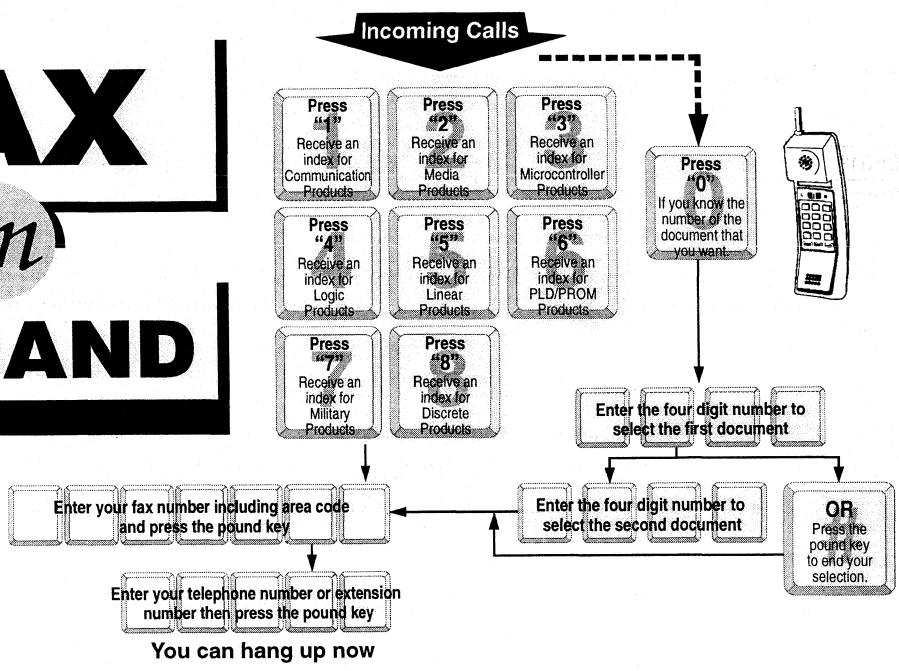 Incoming Calls
AX
n
AND
Press
"1"
Receive an
index for
Communication
Products
Press
"2"
Receive an
index for
Media
Products
Press
"3"
Receive an
index for
Microcontroller
Products
Press
"0"
If you know the
number of the
document that
you want.
Press
"4"
Receive an
index for
Logic
Products
Press
"5"
Receive an
index for
Linear
Products
Press
"6"
Receive an
index for
PLD/PROM
Products
Press
"7"
Receive an
index for
Military
Products
Press
"8"
Receive an
index for
Discrete
Products
Enter the four digit number to
select the first document
Enter your fax number including area code
and press the pound key
Enter the four digit number to
select the second document
OR
Press the
pound key
to end your
selection.
Enter your telephone number or extension
number then press the pound key
You can hang up now